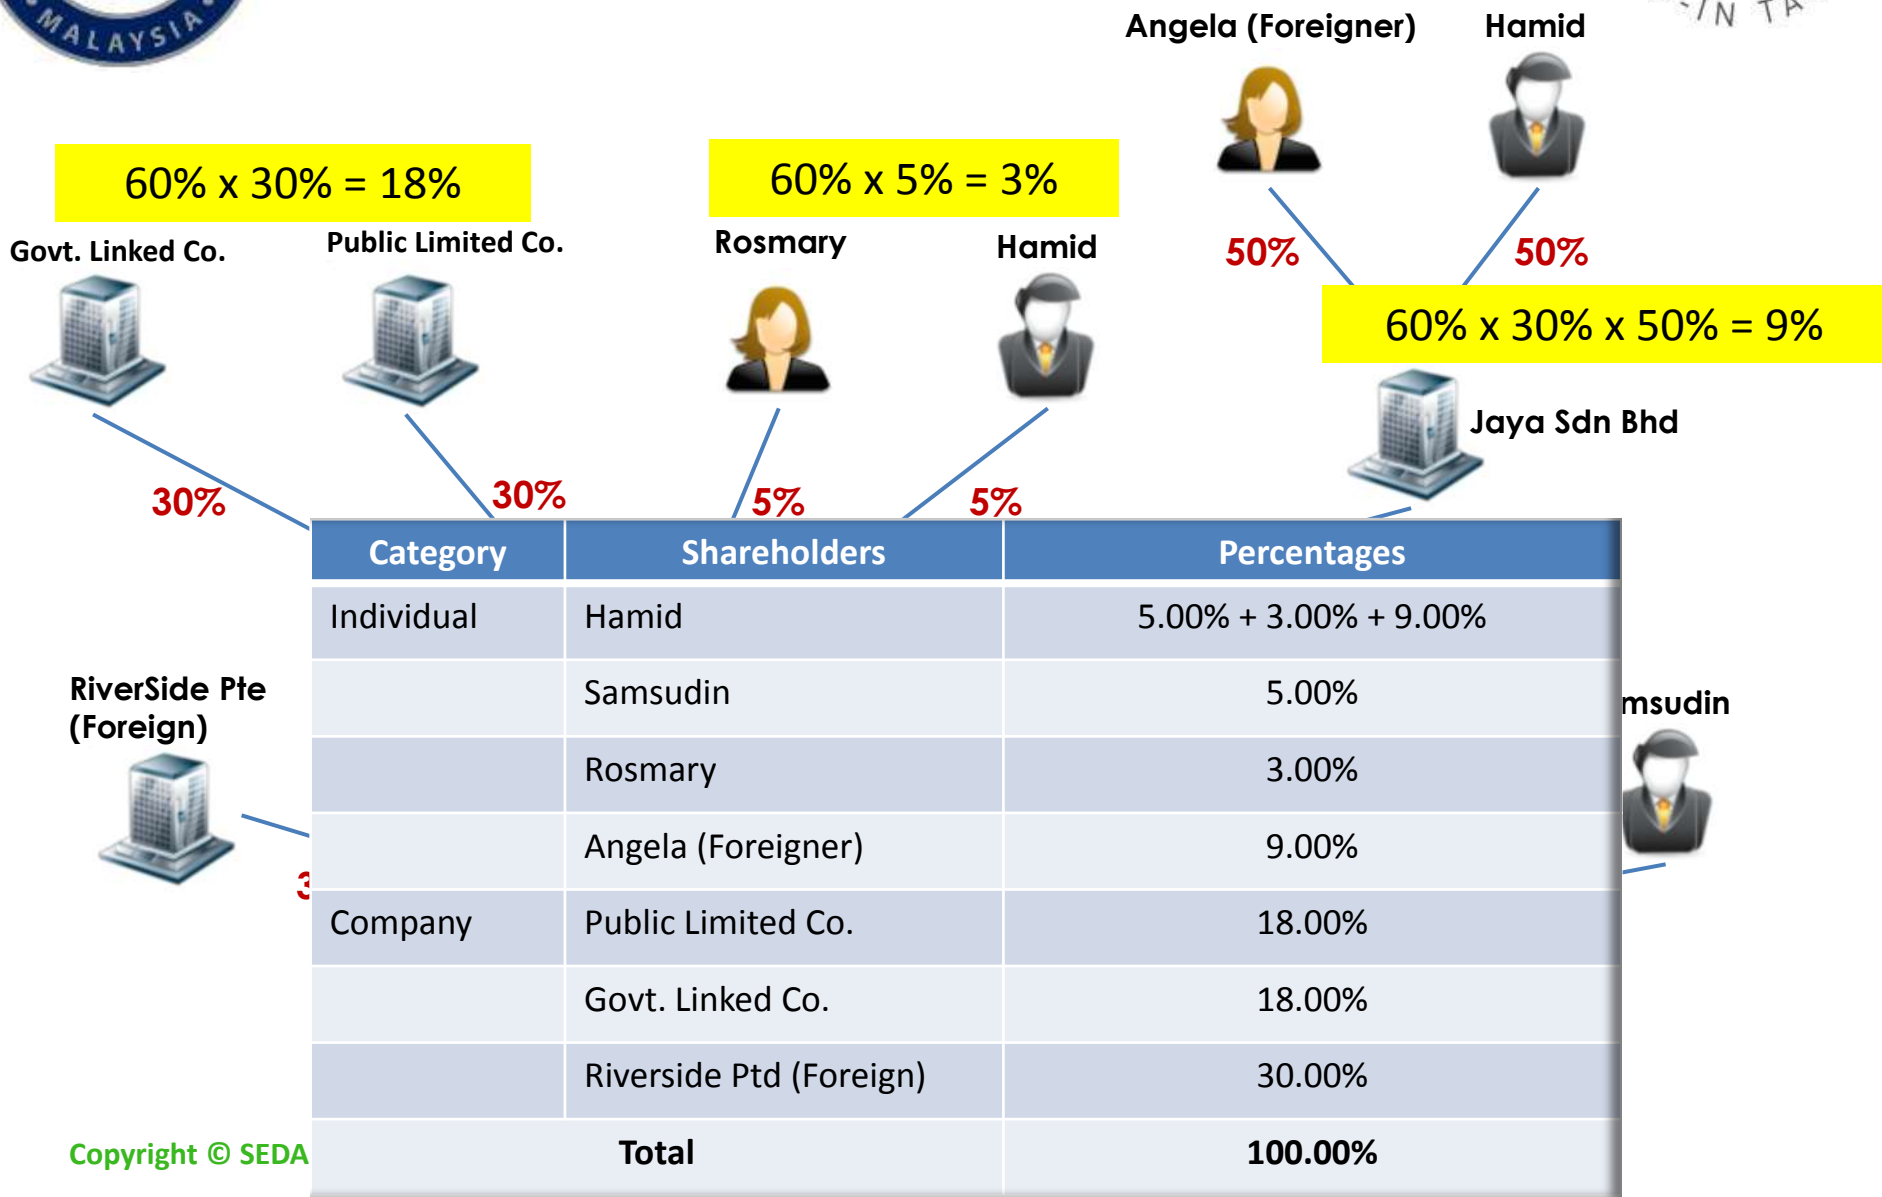 MALAYSIA
-IN TA
Angela (Foreigner) Hamid
60% x 30% = 18%
60% x 5% = 3%
Govt. Linked Co. Public Limited Co. Rosmary Hamid
50% 50%
60% x 30% x 50% = 9%
Jaya Sdn Bhd
30% 30% 5% 5%
Category Shareholders Percentages
Individual Hamid 5.00% + 3.00% + 9.00%
Samsudin 5.00%
RiverSide Pte
(Foreign)
msudin
Rosmary 3.00%
Angela (Foreigner) 9.00%
3
Company Public Limited Co. 18.00%
Govt. Linked Co. 18.00%
Riverside Ptd (Foreign) 30.00%
Total 100.00%
Copyright © SEDA